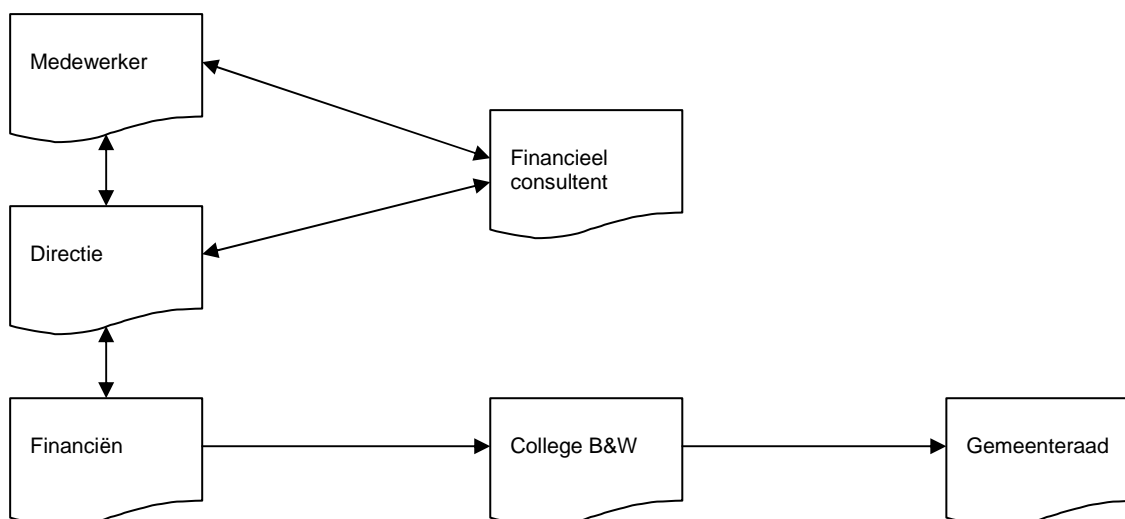 Medewerker
Financieel
consultent
Directie
Financiën
College B&W
Gemeenteraad